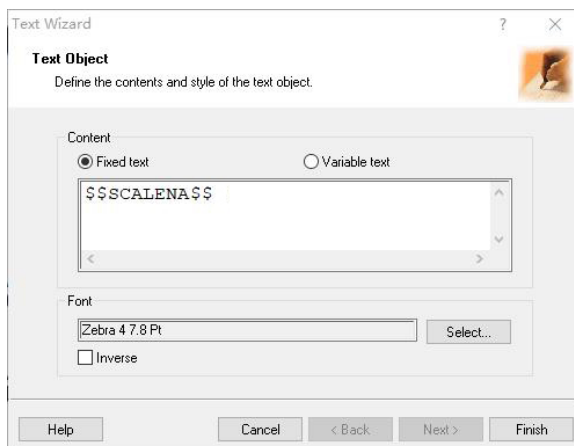 Text Wizard
Text Object
Define the contents and style of the text object.
Content
Fixed text
Variable text
$$SCALENA$$
Font
Zebra 4 7.8 Pt
Select...
Inverse
Help
Cancel
< Back
Next >
Finish